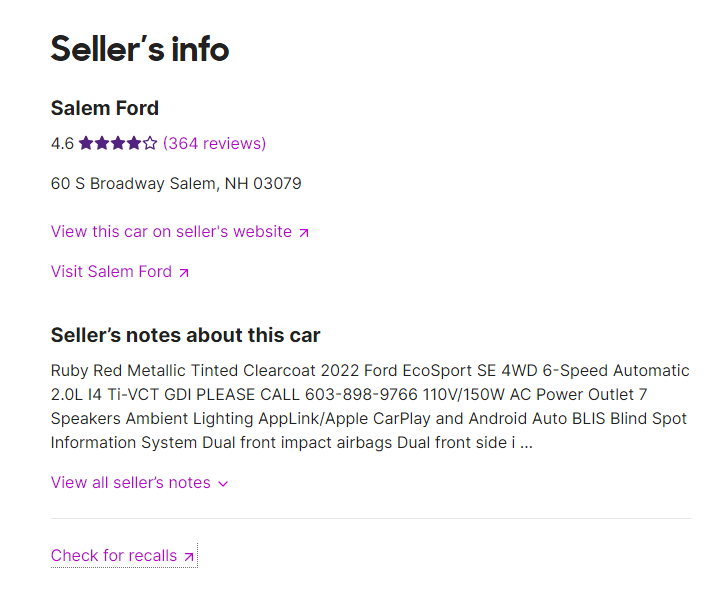 Seller’s info
Salem Ford
4.6 (364 reviews)
60 S Broadway Salem, NH 03079
View this car on seller's website
Visit Salem Ford
Seller’s notes about this car
Ruby Red Metallic Tinted Clearcoat 2022 Ford EcoSport SE 4WD 6-Speed Automatic
2.0L I4 Ti-VCT GDI PLEASE CALL 603-898-9766 110V/150W AC Power Outlet 7
Speakers Ambient Lighting AppLink/Apple CarPlay and Android Auto BLIS Blind Spot
Information System Dual front impact airbags Dual front side i ...
View all seller’s notes
Check for recalls